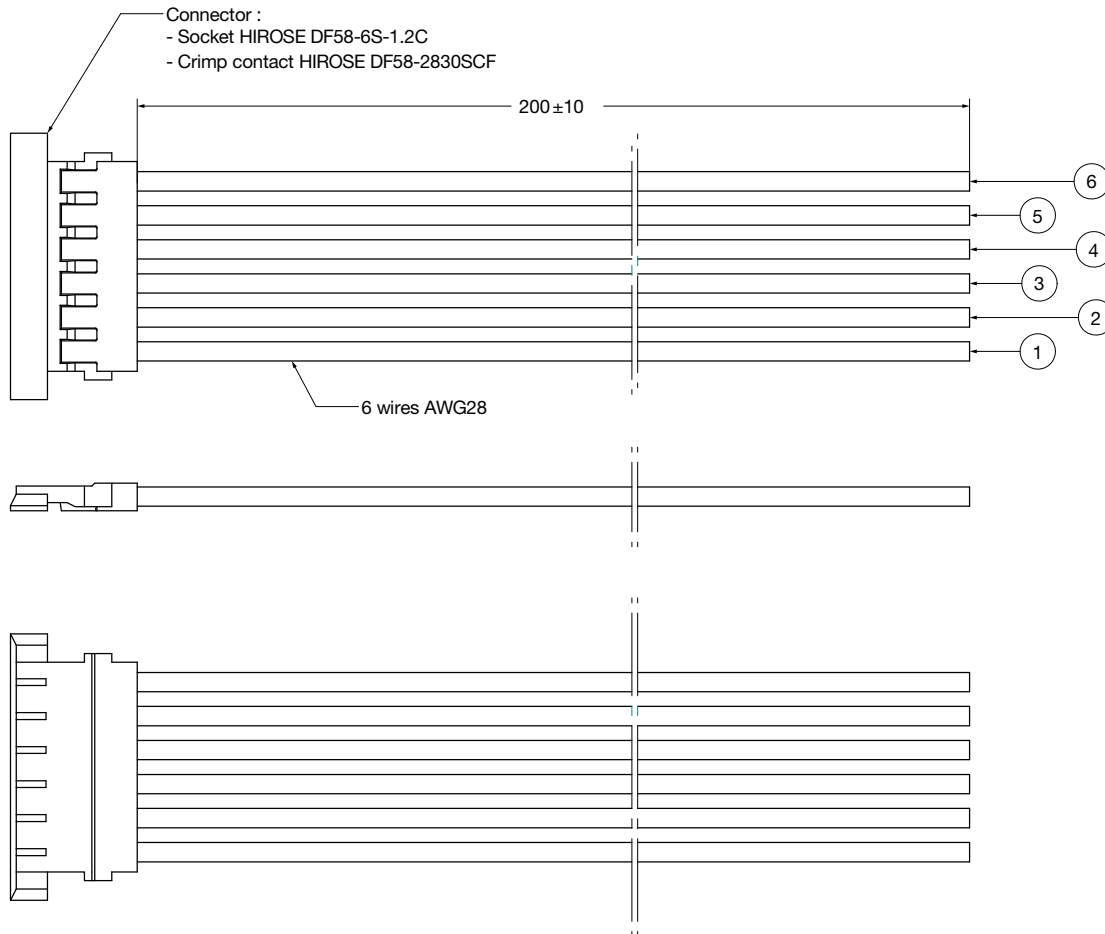 Connector :
- Socket HIROSE DF58-6S-1.2C
- Crimp contact HIROSE DF58-2830SCF
200±10
6
5
4
3
2
1
6 wires AWG28